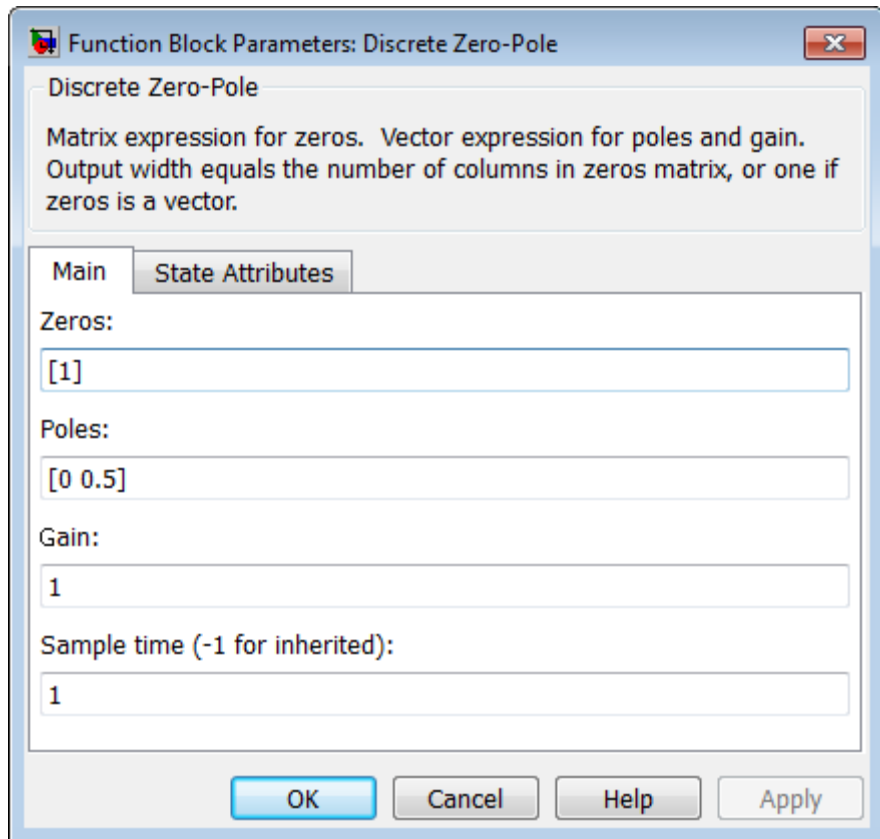 Function Block Parameters: Discrete Zero-Pole
Discrete Zero-Pole
Matrix expression for zeros.  Vector expression for poles and gain.
Output width equals the number of columns in zeros matrix, or one if
zeros is a vector.
Main
State Attributes
Zeros:
[1]
Poles:
[0 0.5]
Gain:
1
Sample time (-1 for inherited):
1
OK
Cancel
Help
Apply